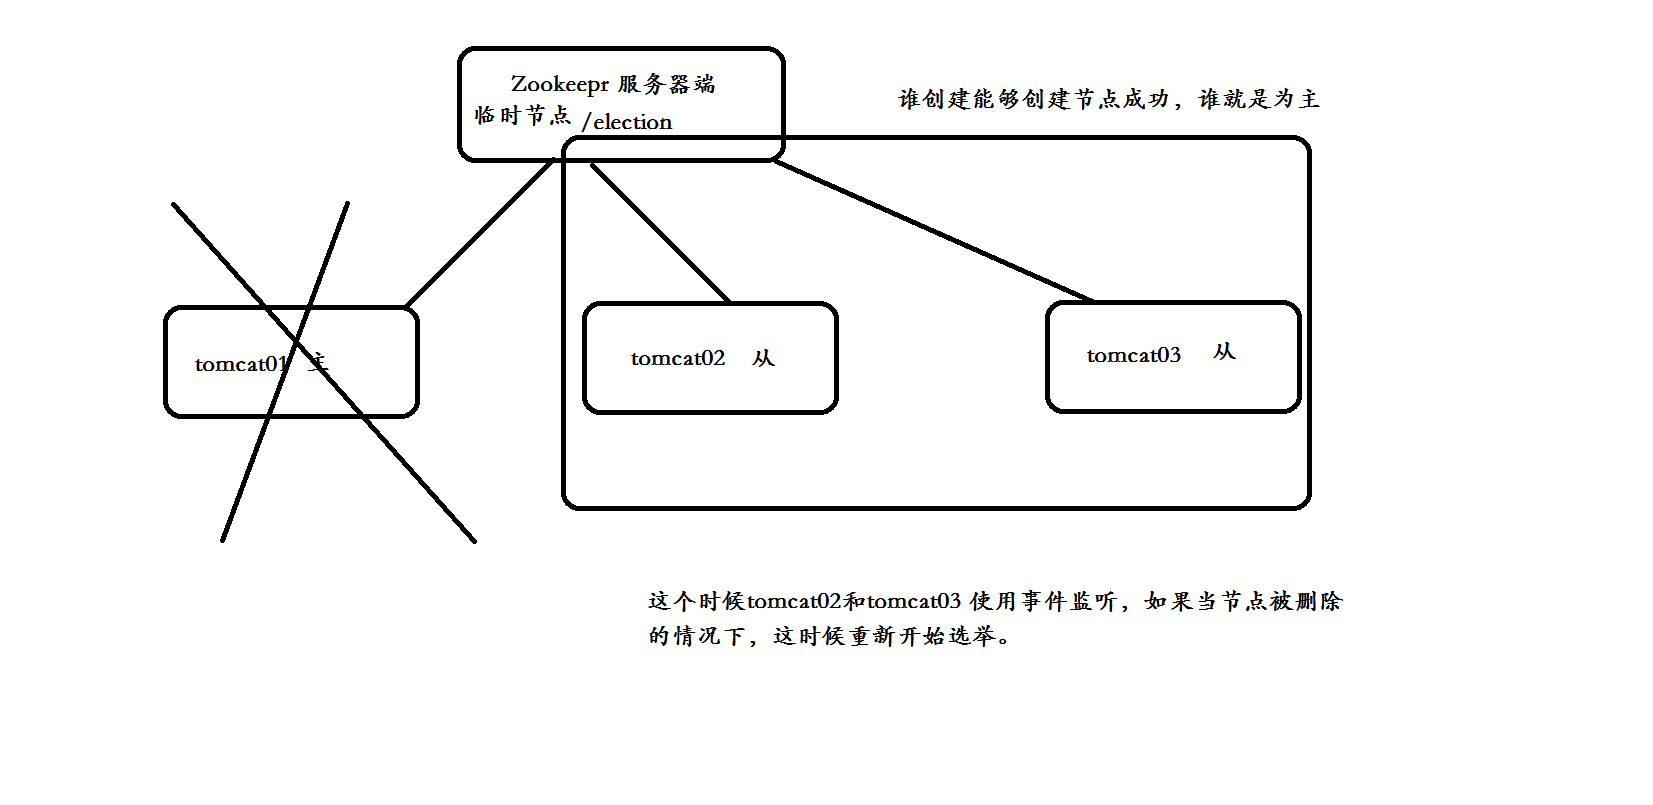 Zookeepr 服务器端
临时节点 /election
谁创建能够创建节点成功，谁就是为主
tomcat01 主
tomcat02 从
tomcat03 从
这个时候tomcat02和tomcat03 使用事件监听，如果当节点被删除
的情况下，这时候重新开始选举。